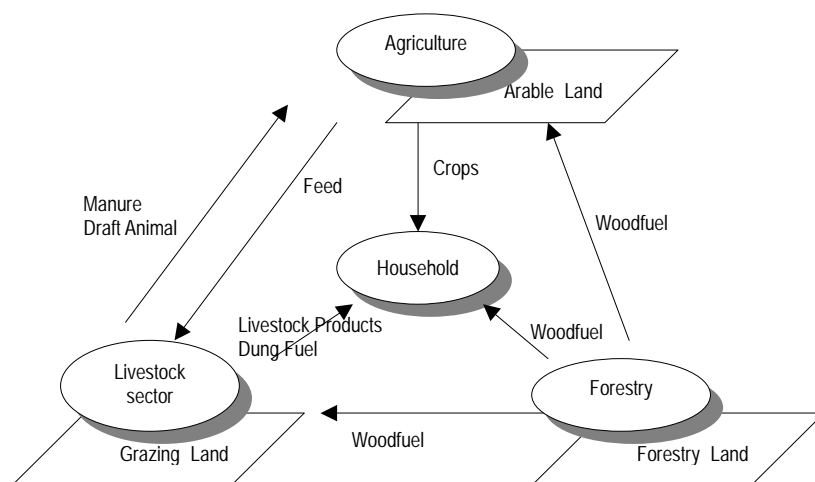 Agriculture
Arable Land
Crops
Feed
Manure
Draft Animal
Woodfuel
Household
Livestock Products
Dung Fuel
Woodfuel
Livestock
sector
Forestry
Woodfuel
Grazing Land
Forestry Land